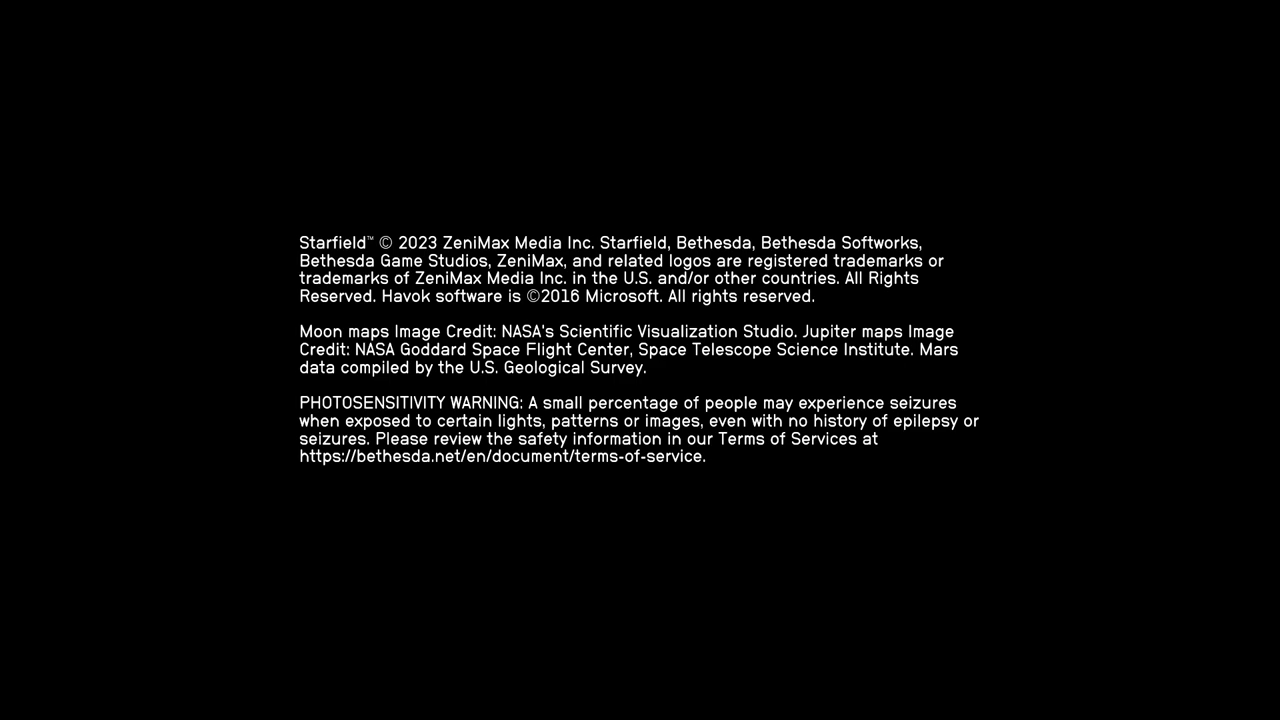 Starfield™ © 2023 ZeniMax Media Inc. Starfield, Bethesda, Bethesda Softworks,
Bethesda Game Studios, ZeniMax, and related logos are registered trademarks or
trademarks of ZeniMax Media Inc. in the U.S. and/or other countries. All Rights
Reserved. Havok software is ©2016 Microsoft. All rights reserved.
Moon maps Image Credit: NASA's Scientific Visualization Studio. Jupiter maps Image
Credit: NASA Goddard Space Flight Center, Space Telescope Science Institute. Mars
data compiled by the U.S. Geological Survey.
PHOTOSENSITIVITY WARNING: A small percentage of people may experience seizures
when exposed to certain lights, patterns or images, even with no history of epilepsy or
seizures. Please review the safety information in our Terms of Services at
https://bethesda.net/en/document/terms-of-service.